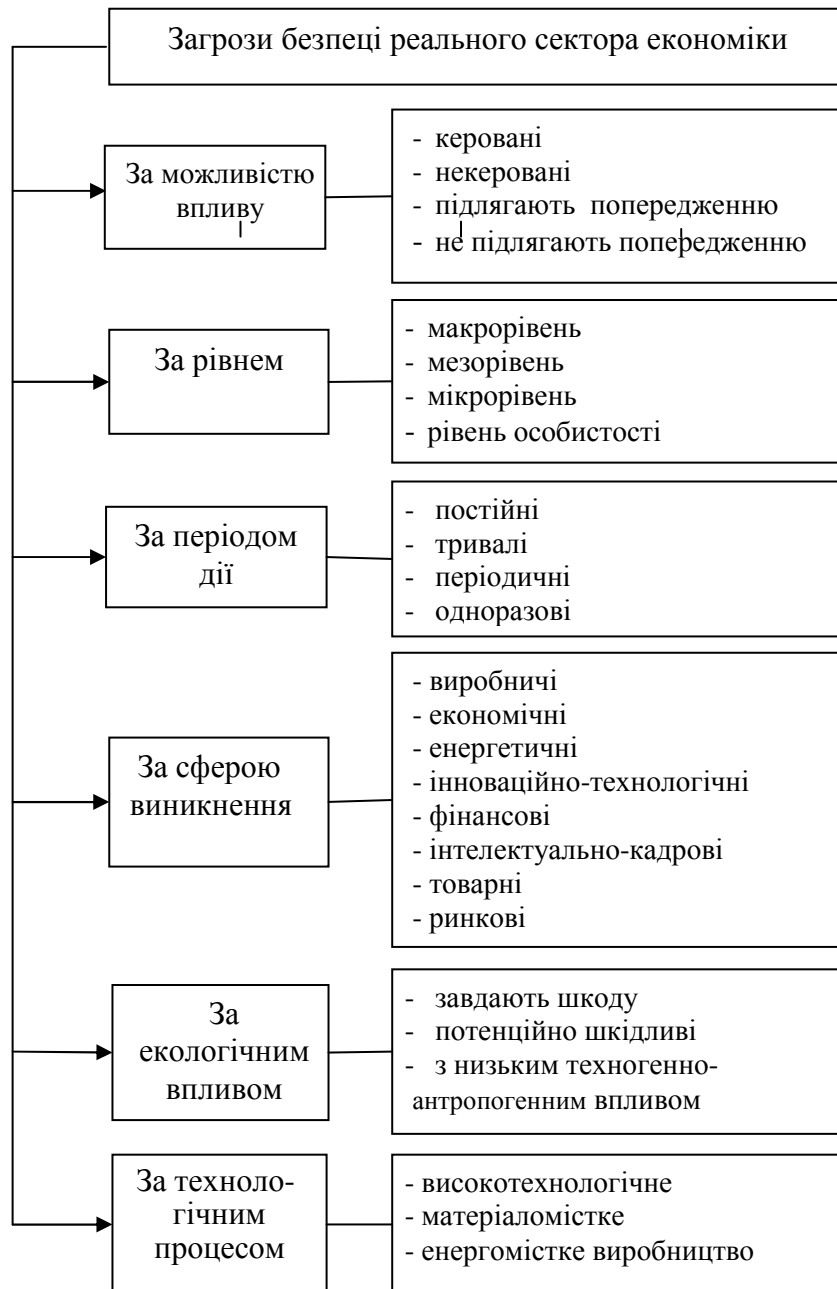 Загрози безпеці реального сектора економіки
За можливістю
впливу
- керовані
- некеровані
- підлягають попередженню
- не підлягають попередженню
За рівнем
- макрорівень
- мезорівень
- мікрорівень
- рівень особистості
За періодом
дії
- постійні
- тривалі
- періодичні
- одноразові
За сферою
виникнення
- виробничі
- економічні
- енергетичні
- інноваційно-технологічні
- фінансові
- інтелектуально-кадрові
- товарні
- ринкові
За
екологічним
впливом
- завдають шкоду
- потенційно шкідливі
- з низьким техногенно-
антропогенним впливом
За техноло-
гічним
процесом
- високотехнологічне
- матеріаломістке
- енергомістке виробництво